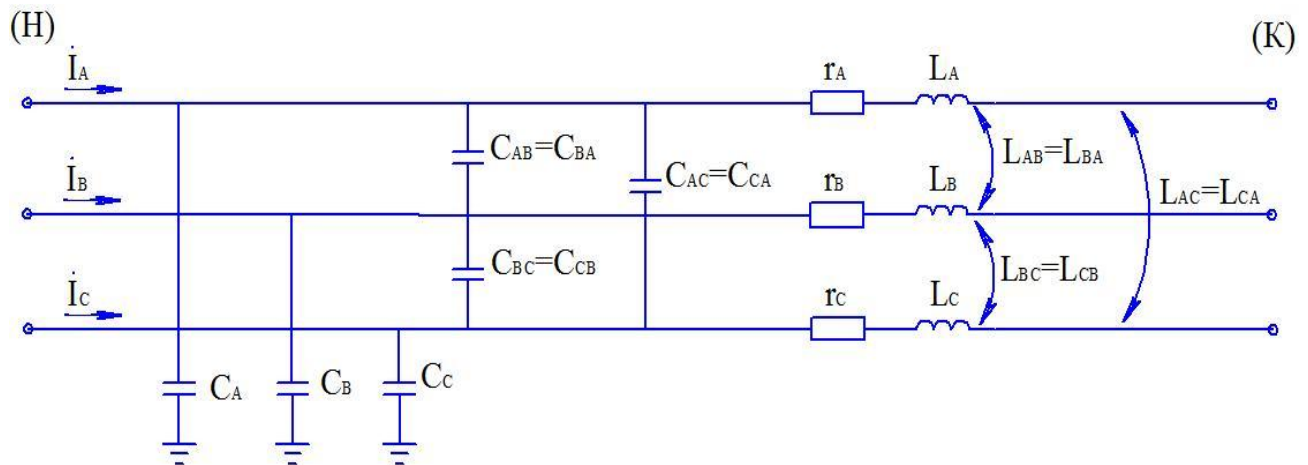 (Н)
(К)
İA
rA
LA
CAB=CBA
CAC=CCA
LAB=LBA
İB
rB
LB
LAC=LCA
CBC=CCB
LBC=LCB
İC
rC
LC
CA
CB
CC